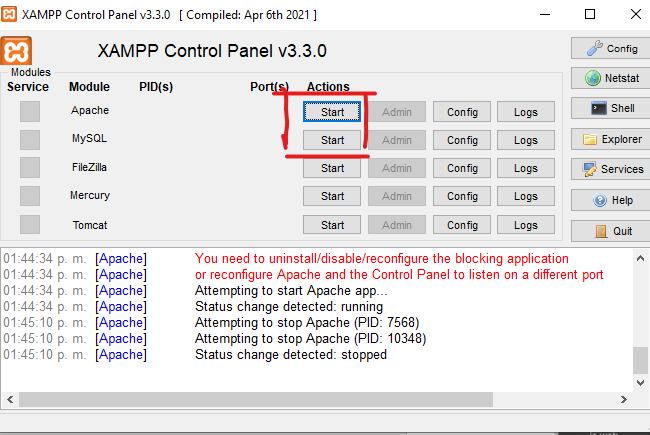 XAMPP Control Panel v3.3.0 [ Compiled: Apr 6th 2021 ]
XAMPP Control Panel v3.3.0
Config
Modules
Service Module PID(s) Port(s) Actions
Netstat
Apache Start Admin Config Logs
Shell
MySQL Start Admin Config Logs
Explorer
FileZilla Start Admin Config Logs
Services
Mercury Start Admin Config Logs
Help
Tomcat Start Admin Config Logs
Quit
01:44:34 p. m. [Apache] You need to uninstall/disable/reconfigure the blocking application
01:44:34 p. m. [Apache] or reconfigure Apache and the Control Panel to listen on a different port
01:44:34 p. m. [Apache] Attempting to start Apache app...
01:44:34 p. m. [Apache] Status change detected: running
01:45:10 p. m. [Apache] Attempting to stop Apache (PID: 7568)
01:45:10 p. m. [Apache] Attempting to stop Apache (PID: 10348)
01:45:10 p. m. [Apache] Status change detected: stopped